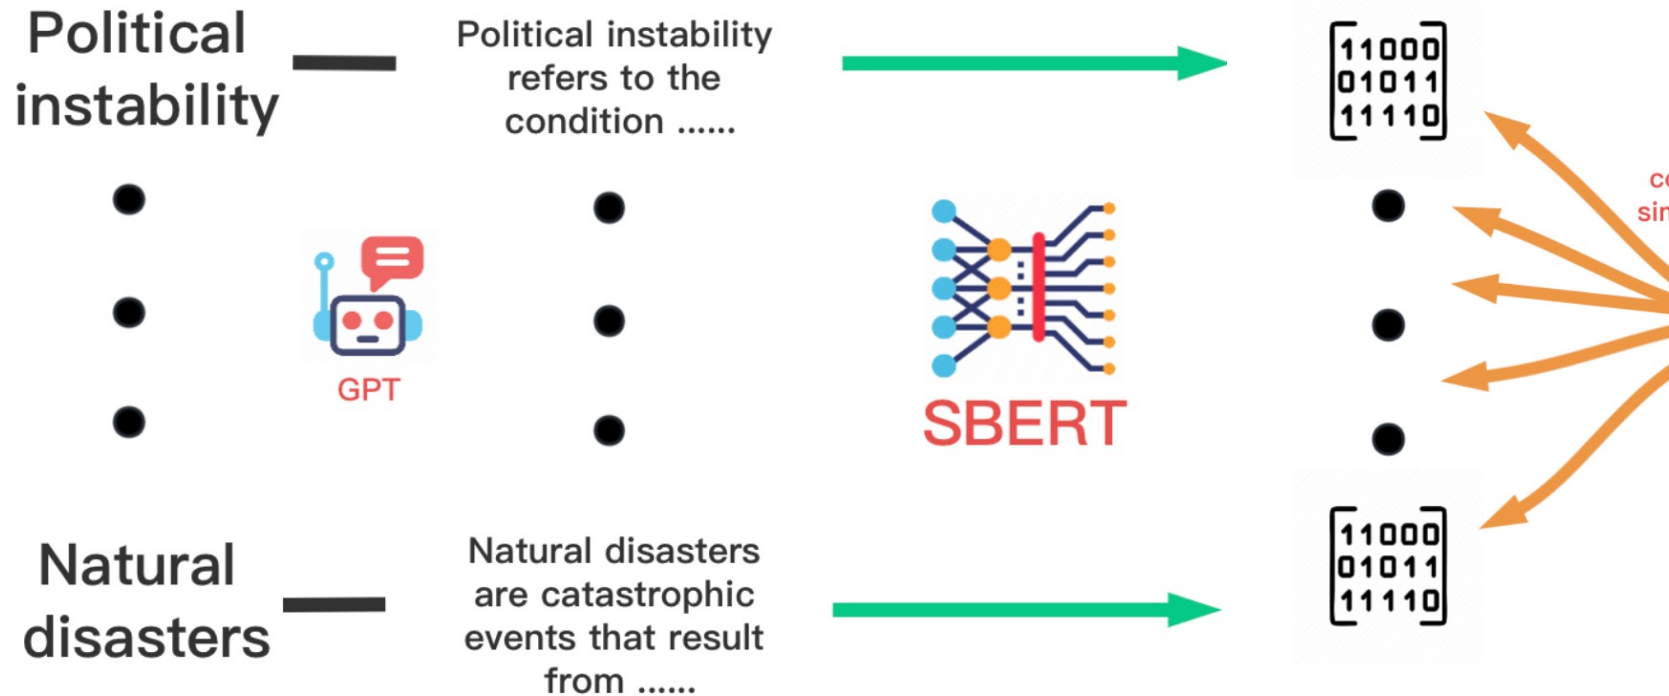 Political
instability
Political instability
refers to the
condition ......
11000
01011
11110
GPT
SBERT
Natural
disasters
Natural disasters
are catastrophic
events that result
from ......
11000
01011
11110